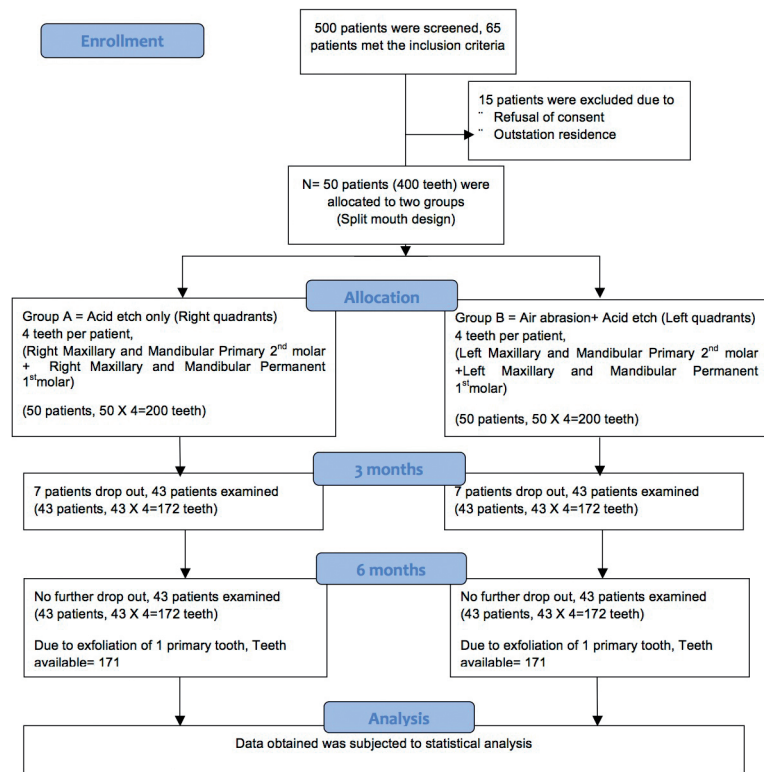 Enrollment
500 patients were screened, 65
patients met the inclusion criteria
15 patients were excluded due to
¨ Refusal of consent
¨ Outstation residence
N= 50 patients (400 teeth) were
allocated to two groups
(Split mouth design)
Allocation
Group A = Acid etch only (Right quadrants)
4 teeth per patient,
(Right Maxillary and Mandibular Primary 2nd molar
+ Right Maxillary and Mandibular Permanent
1stmolar)
(50 patients, 50 X 4=200 teeth)
Group B = Air abrasion+ Acid etch (Left quadrants)
4 teeth per patient,
(Left Maxillary and Mandibular Primary 2nd molar
+Left Maxillary and Mandibular Permanent
1stmolar)
(50 patients, 50 X 4=200 teeth)
3 months
7 patients drop out, 43 patients examined
(43 patients, 43 X 4=172 teeth)
7 patients drop out, 43 patients examined
(43 patients, 43 X 4=172 teeth)
6 months
No further drop out, 43 patients examined
(43 patients, 43 X 4=172 teeth)
Due to exfoliation of 1 primary tooth, Teeth
available= 171
No further drop out, 43 patients examined
(43 patients, 43 X 4=172 teeth)
Due to exfoliation of 1 primary tooth, Teeth
available= 171
Analysis
Data obtained was subjected to statistical analysis